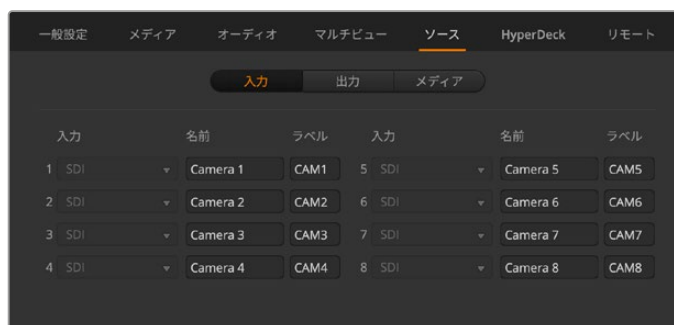 一般設定 メディア オーディオ マルチビュー ソース HyperDeck リモート
入力 出力 メディア
入力 名前 ラベル 入力 名前 ラベル
1 SDI Camera 1 CAM1 5 SDI Camera 5 CAM5
2 SDI Camera 2 CAM2 6 SDI Camera 6 CAM6
3 SDI Camera 3 CAM3 7 SDI Camera 7 CAM7
4 SDI Camera 4 CAM4 8 SDI Camera 8 CAM8